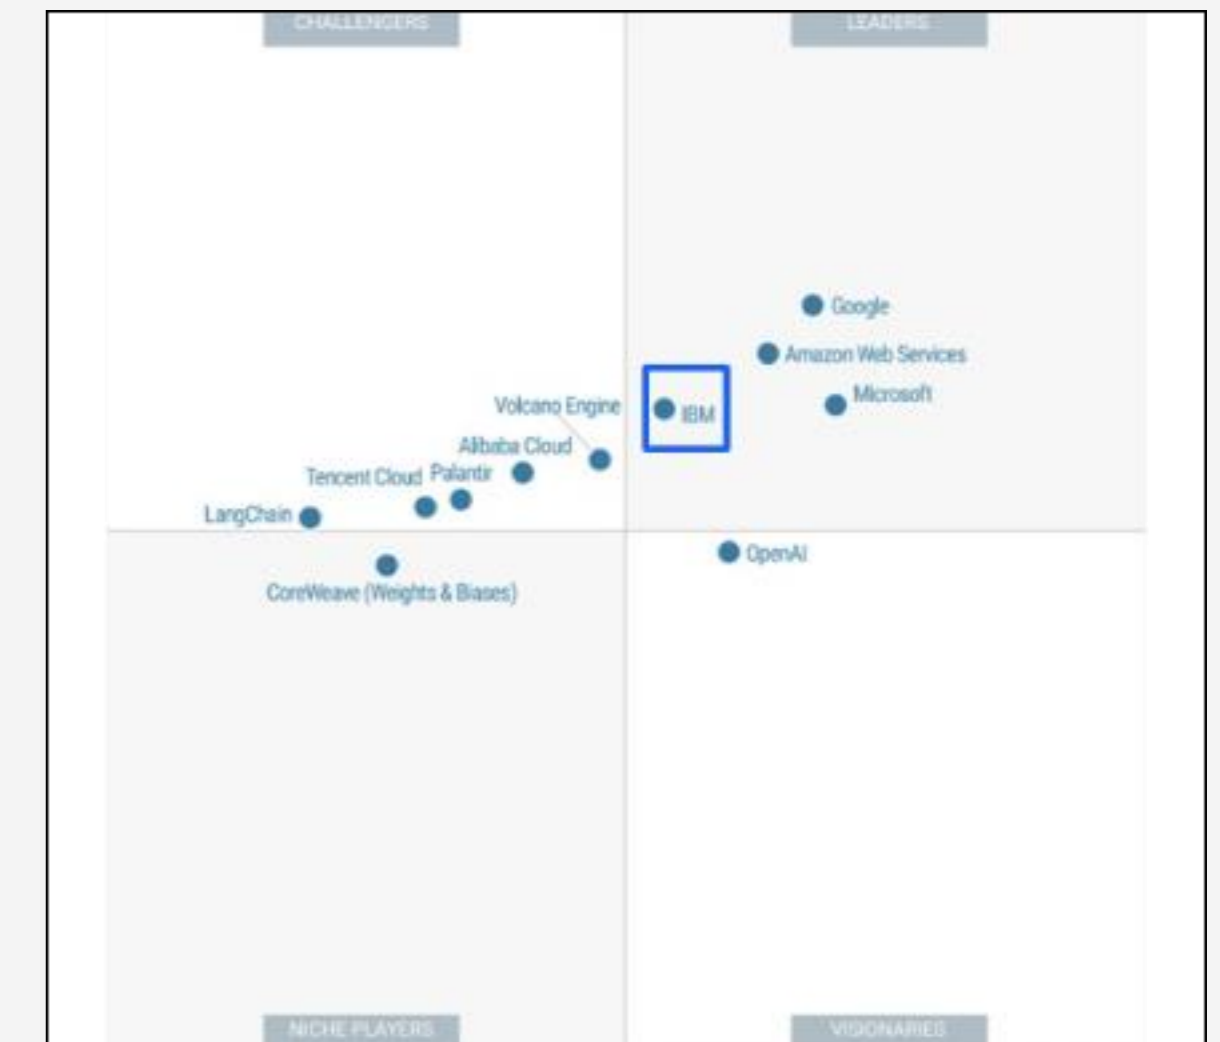 CHALLENGERS
LEADERS
Google
Amazon Web Services
Microsoft
Volcano Engine
IBM
Alibaba Cloud
Tencent Cloud
Palantir
LangChain
OpenAI
CoreWeave (Weights & Biases)
NICHE PLAYERS
VISIONARIES